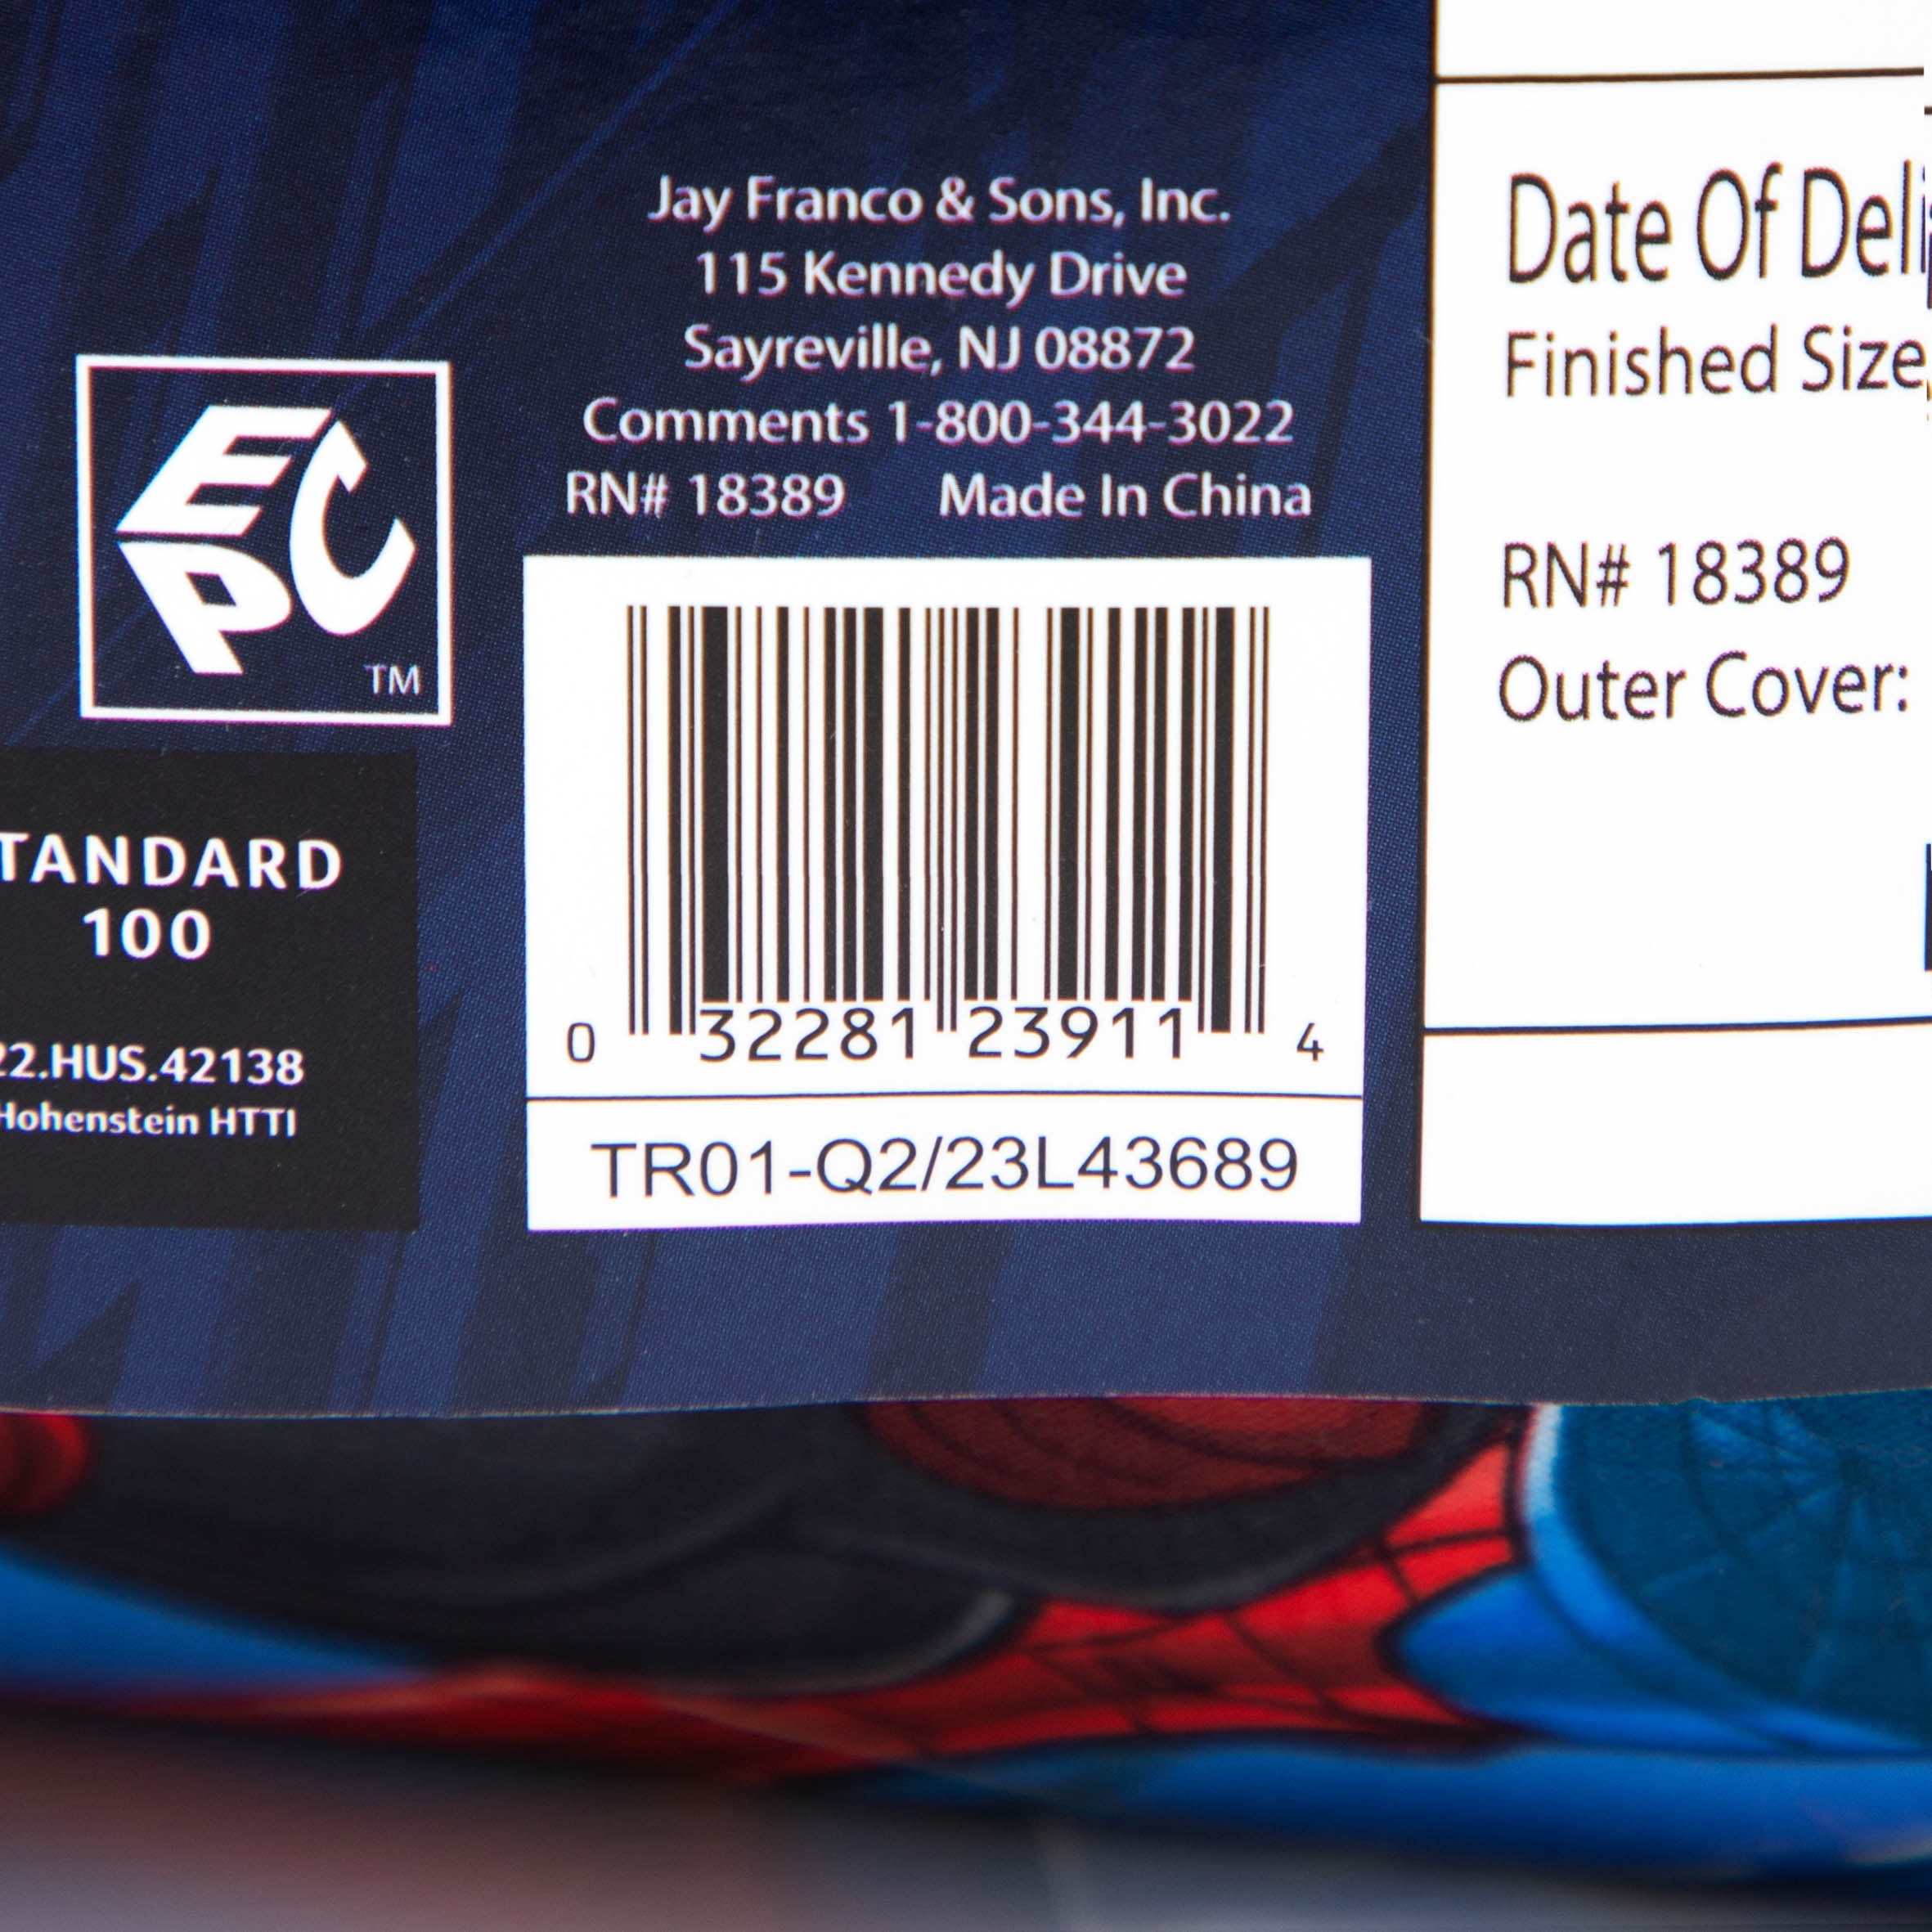 Jay Franco & Sons, Inc.
115 Kennedy Drive
Sayreville, NJ 08872
Comments 1-800-344-3022
RN# 18389 Made In China
EPC
TM
TANDARD
100
22.HUS.42138
Hohenstein HTTI
0 32281 23911 4
TR01-Q2/23L43689
Date Of Deli
Finished Size
RN# 18389
Outer Cover: